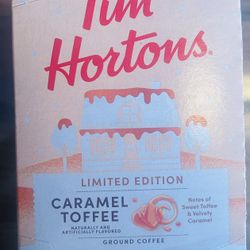 Tim
Hortons.
LIMITED EDITION
CARAMEL
TOFFEE
NATURALLY AND
ARTIFICIALLY FLAVORED
Notes of
Sweet Toffee
& Velvety
Caramel
GROUND COFFEE